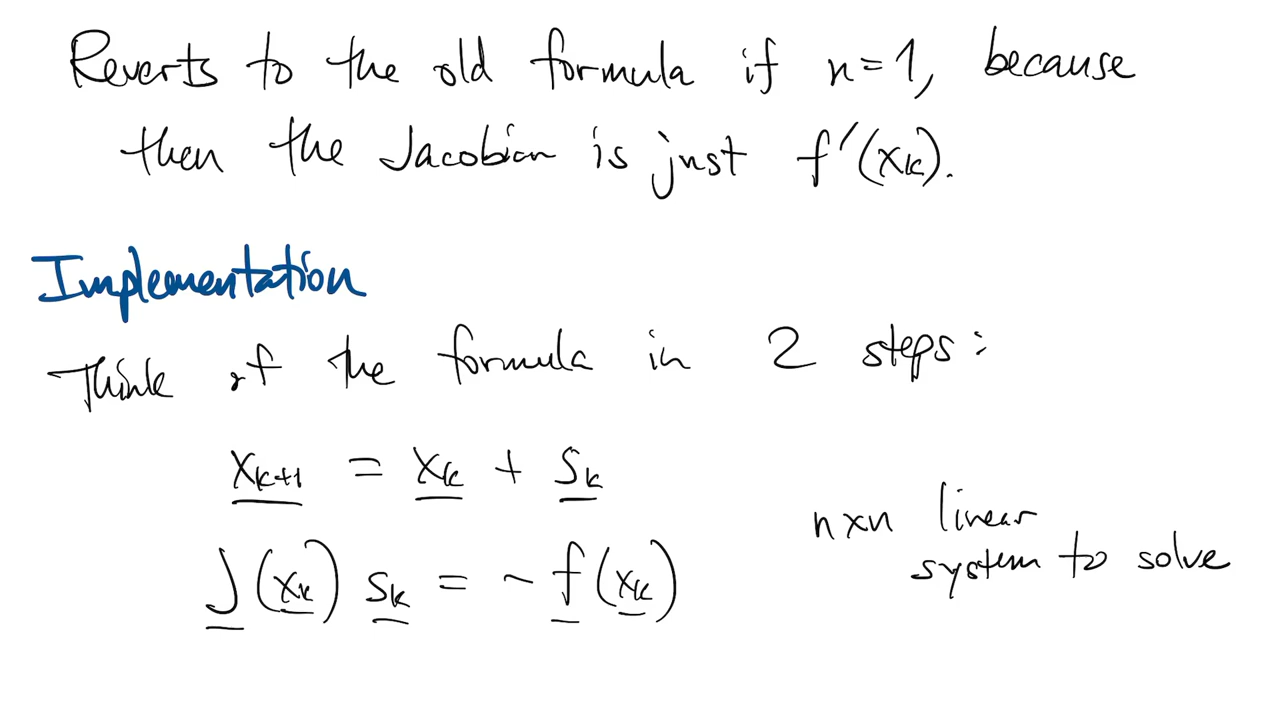 Reverts to the old formula if n=1, because
then the Jacobian is just f'(xₖ).
Implementation
Think of the formula in 2 steps:
xₖ₊₁ = xₖ + sₖ
J(xₖ) sₖ = - f(xₖ)
n×n linear
system to solve